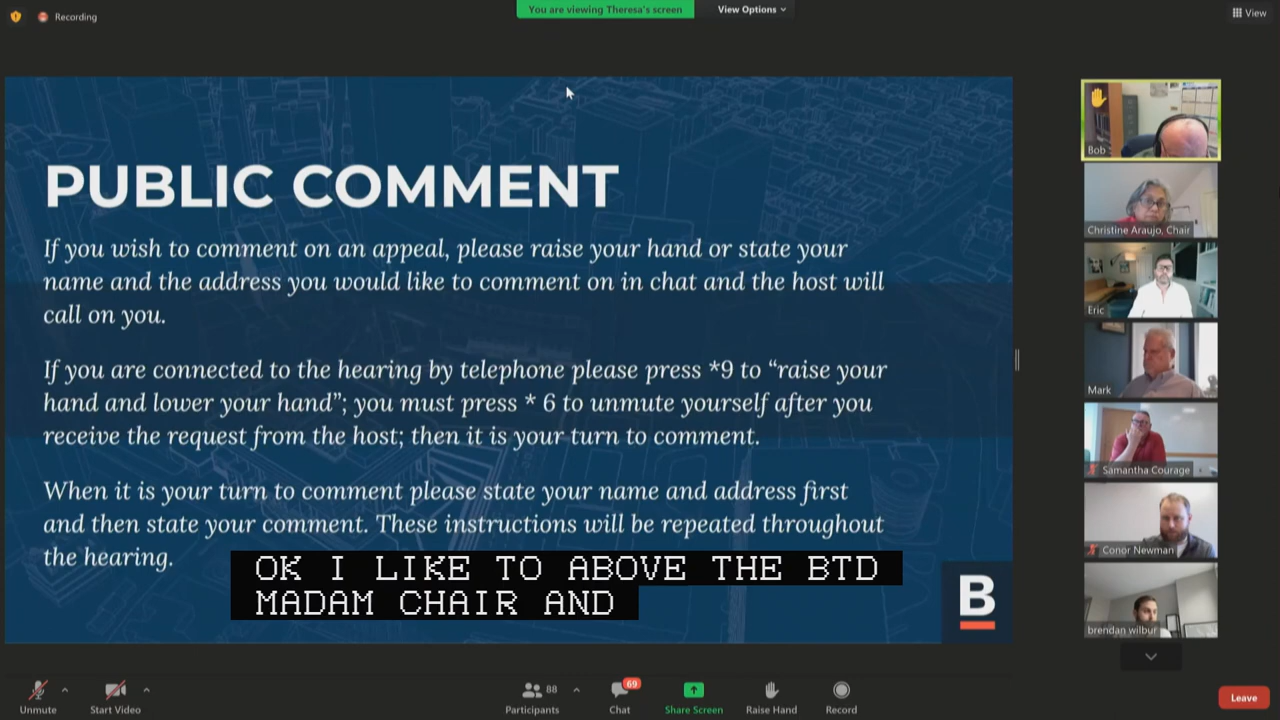 Recording
You are viewing Theresa's screen
View Options
View
PUBLIC COMMENT
If you wish to comment on an appeal, please raise your hand or state your
name and the address you would like to comment on in chat and the host will
call on you.
If you are connected to the hearing by telephone please press *9 to “raise your
hand and lower your hand”; you must press * 6 to unmute yourself after you
receive the request from the host; then it is your turn to comment.
When it is your turn to comment please state your name and address first
and then state your comment. These instructions will be repeated throughout
the hearing.
OK I LIKE TO ABOVE THE BTD
MADAM CHAIR AND
B
Bob
Christine Araujo, Chair
Eric
Mark
Samantha Courage
Conor Newman
brendan wilbur
Unmute
Start Video
88
Participants
69
Chat
Share Screen
Raise Hand
Record
Leave